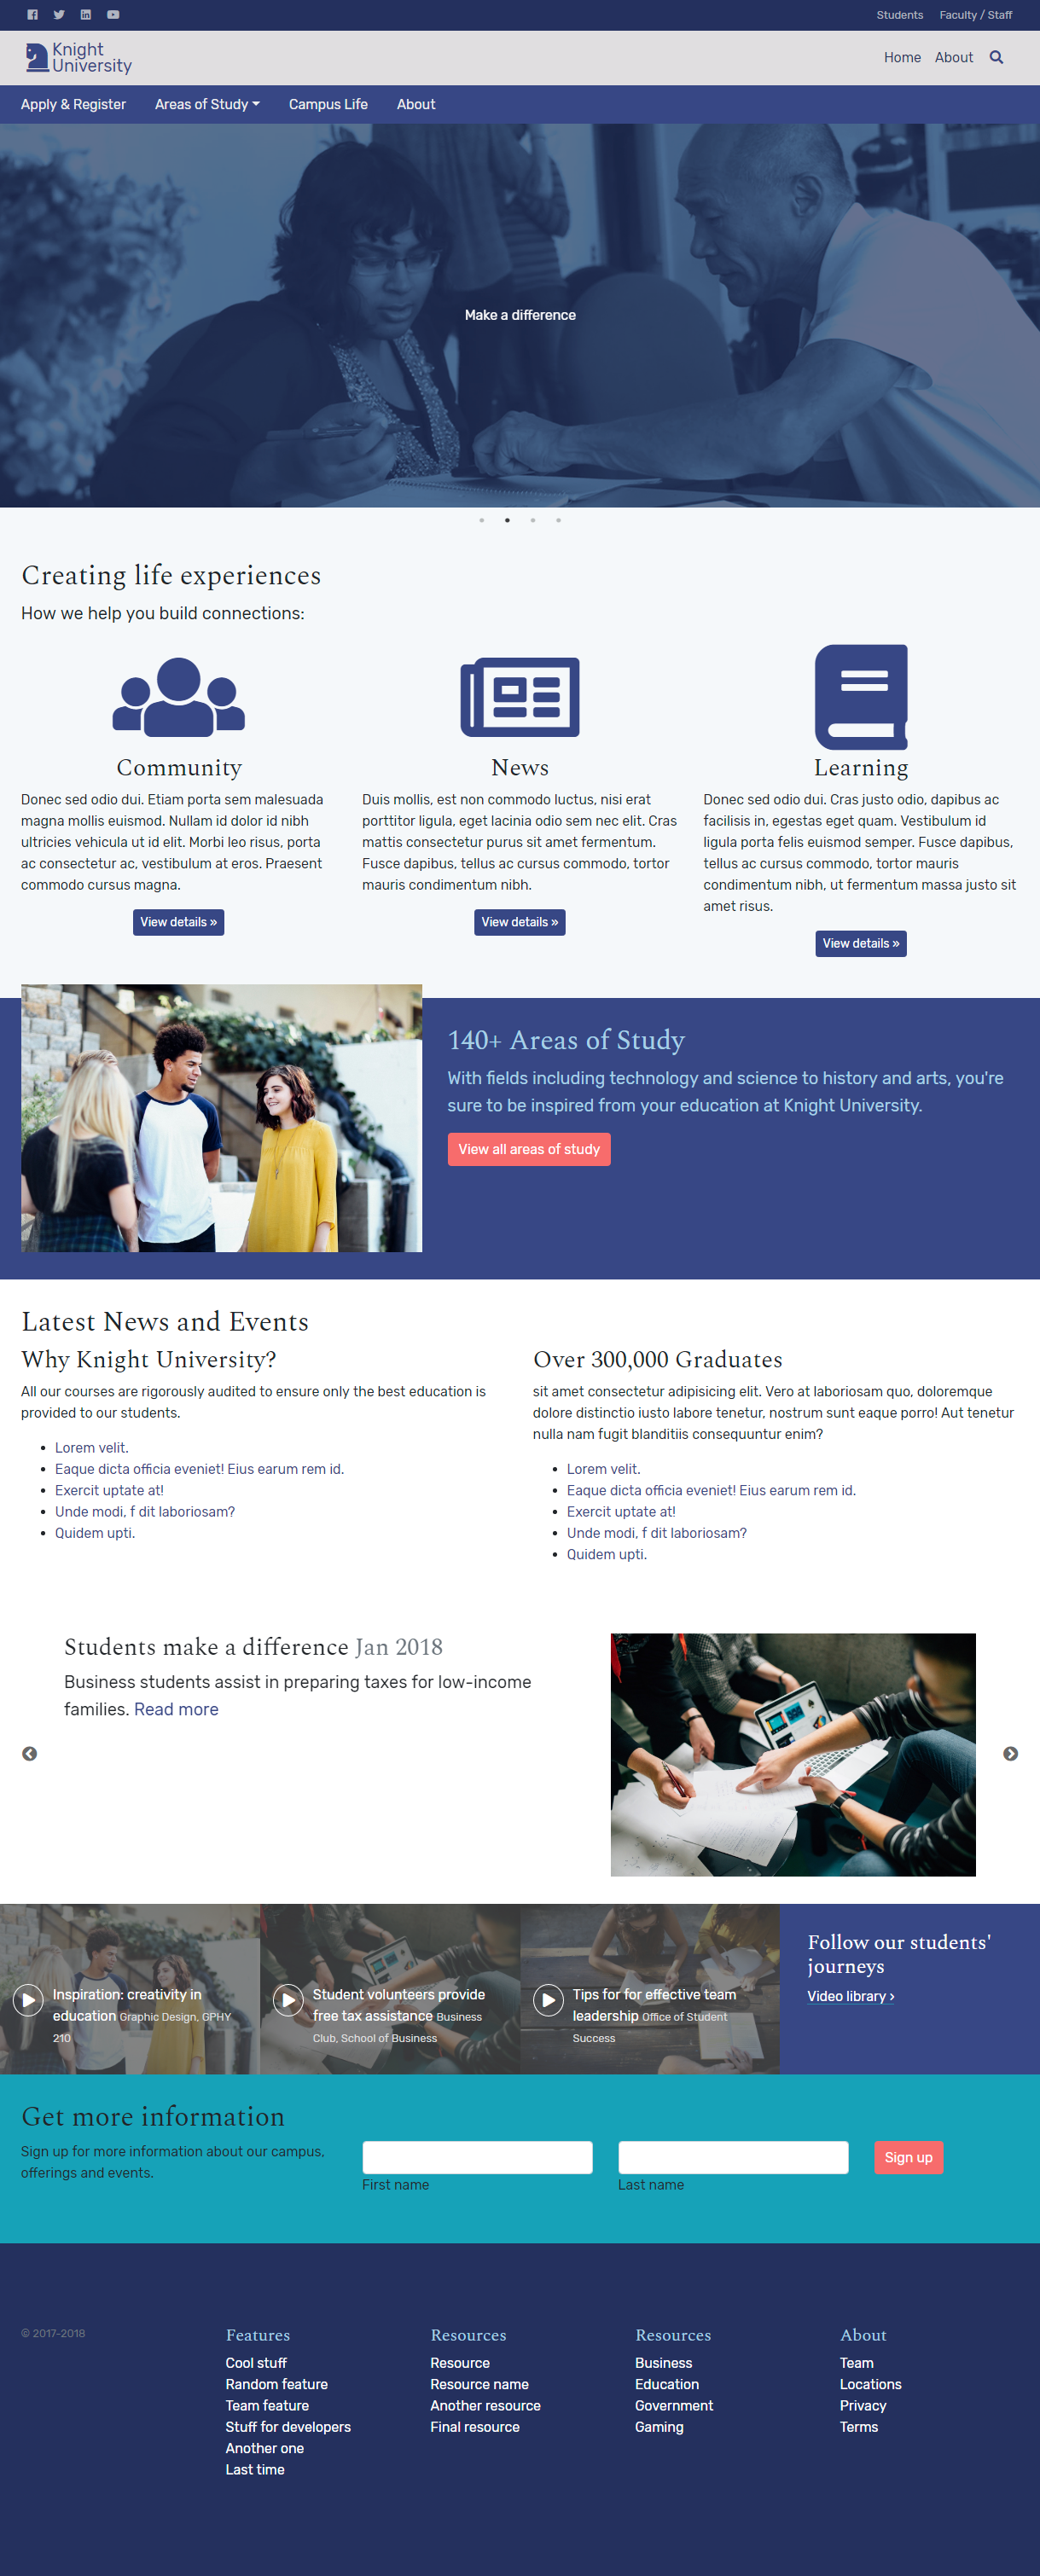 Students Faculty / Staff
Knight
University
Home About
Apply & Register Areas of Study Campus Life About
Make a difference
Creating life experiences
How we help you build connections:
Community
Donec sed odio dui. Etiam porta sem malesuada
magna mollis euismod. Nullam id dolor id nibh
ultricies vehicula ut id elit. Morbi leo risus, porta
ac consectetur ac, vestibulum at eros. Praesent
commodo cursus magna.
View details »
News
Duis mollis, est non commodo luctus, nisi erat
porttitor ligula, eget lacinia odio sem nec elit. Cras
mattis consectetur purus sit amet fermentum.
Fusce dapibus, tellus ac cursus commodo, tortor
mauris condimentum nibh.
View details »
Learning
Donec sed odio dui. Cras justo odio, dapibus ac
facilisis in, egestas eget quam. Vestibulum id
ligula porta felis euismod semper. Fusce dapibus,
tellus ac cursus commodo, tortor mauris
condimentum nibh, ut fermentum massa justo sit
amet risus.
View details »
140+ Areas of Study
With fields including technology and science to history and arts, you're
sure to be inspired from your education at Knight University.
View all areas of study
Latest News and Events
Why Knight University?
All our courses are rigorously audited to ensure only the best education is
provided to our students.
• Lorem velit.
• Eaque dicta officia eveniet! Eius earum rem id.
• Exercit uptate at!
• Unde modi, f dit laboriosam?
• Quidem upti.
Over 300,000 Graduates
sit amet consectetur adipisicing elit. Vero at laboriosam quo, doloremque
dolore distinctio iusto labore tenetur, nostrum sunt eaque porro! Aut tenetur
nulla nam fugit blanditiis consequuntur enim?
• Lorem velit.
• Eaque dicta officia eveniet! Eius earum rem id.
• Exercit uptate at!
• Unde modi, f dit laboriosam?
• Quidem upti.
Students make a difference Jan 2018
Business students assist in preparing taxes for low-income
families. Read more
Inspiration: creativity in
education Graphic Design, GPHY
210
Student volunteers provide
free tax assistance Business
Club, School of Business
Tips for for effective team
leadership Office of Student
Success
Follow our students'
journeys
Video library ›
Get more information
Sign up for more information about our campus,
offerings and events.
First name
Last name
Sign up
© 2017-2018
Features
Cool stuff
Random feature
Team feature
Stuff for developers
Another one
Last time
Resources
Resource
Resource name
Another resource
Final resource
Resources
Business
Education
Government
Gaming
About
Team
Locations
Privacy
Terms